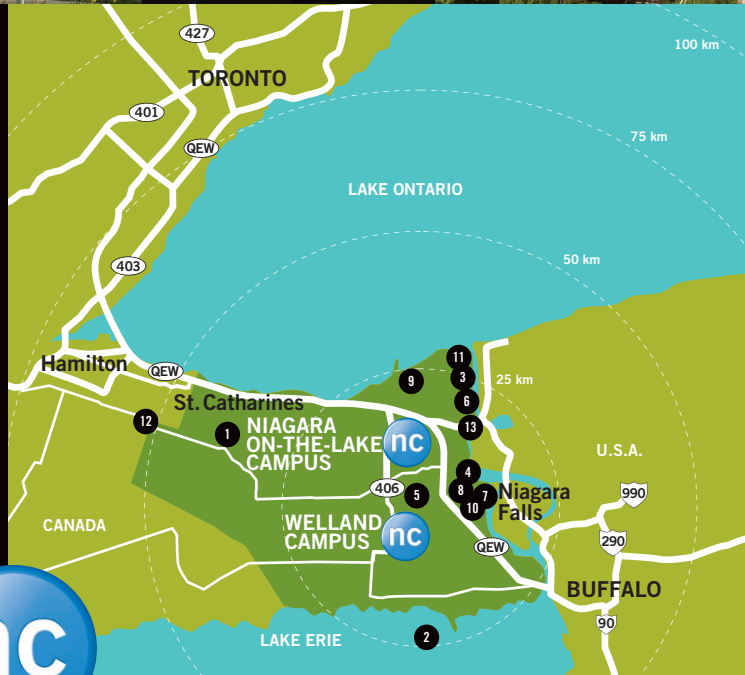 427
100 km
TORONTO
401
75 km
QEW
LAKE ONTARIO
403
50 km
11
Hamilton
QEW
9
3
25 km
St. Catharines
6
12
1
NIAGARA
ON-THE-LAKE
CAMPUS
nc
13
U.S.A.
4
406
5
8
7
Niagara
Falls
10
990
CANADA
WELLAND
CAMPUS
nc
QEW
290
BUFFALO
nc
90
LAKE ERIE
2